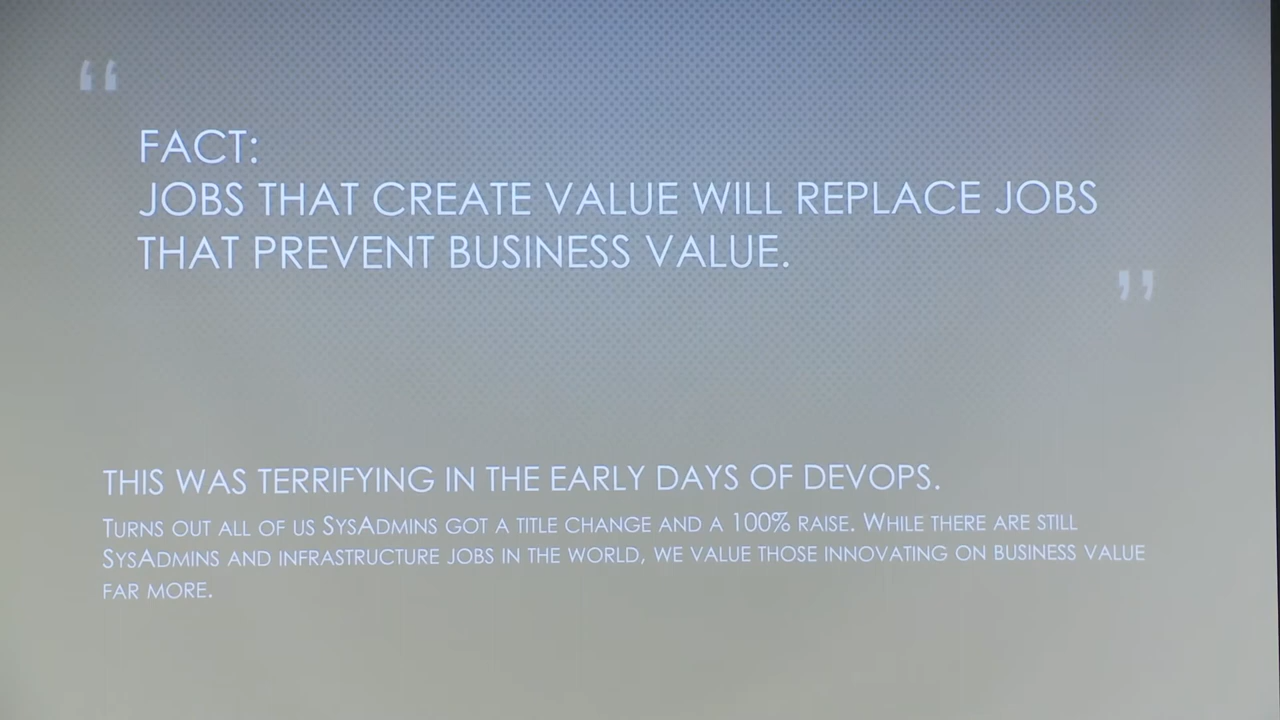 “
FACT:
JOBS THAT CREATE VALUE WILL REPLACE JOBS
THAT PREVENT BUSINESS VALUE.
”
THIS WAS TERRIFYING IN THE EARLY DAYS OF DEVOPS.
TURNS OUT ALL OF US SYSADMINS GOT A TITLE CHANGE AND A 100% RAISE. WHILE THERE ARE STILL
SYSADMINS AND INFRASTRUCTURE JOBS IN THE WORLD, WE VALUE THOSE INNOVATING ON BUSINESS VALUE
FAR MORE.